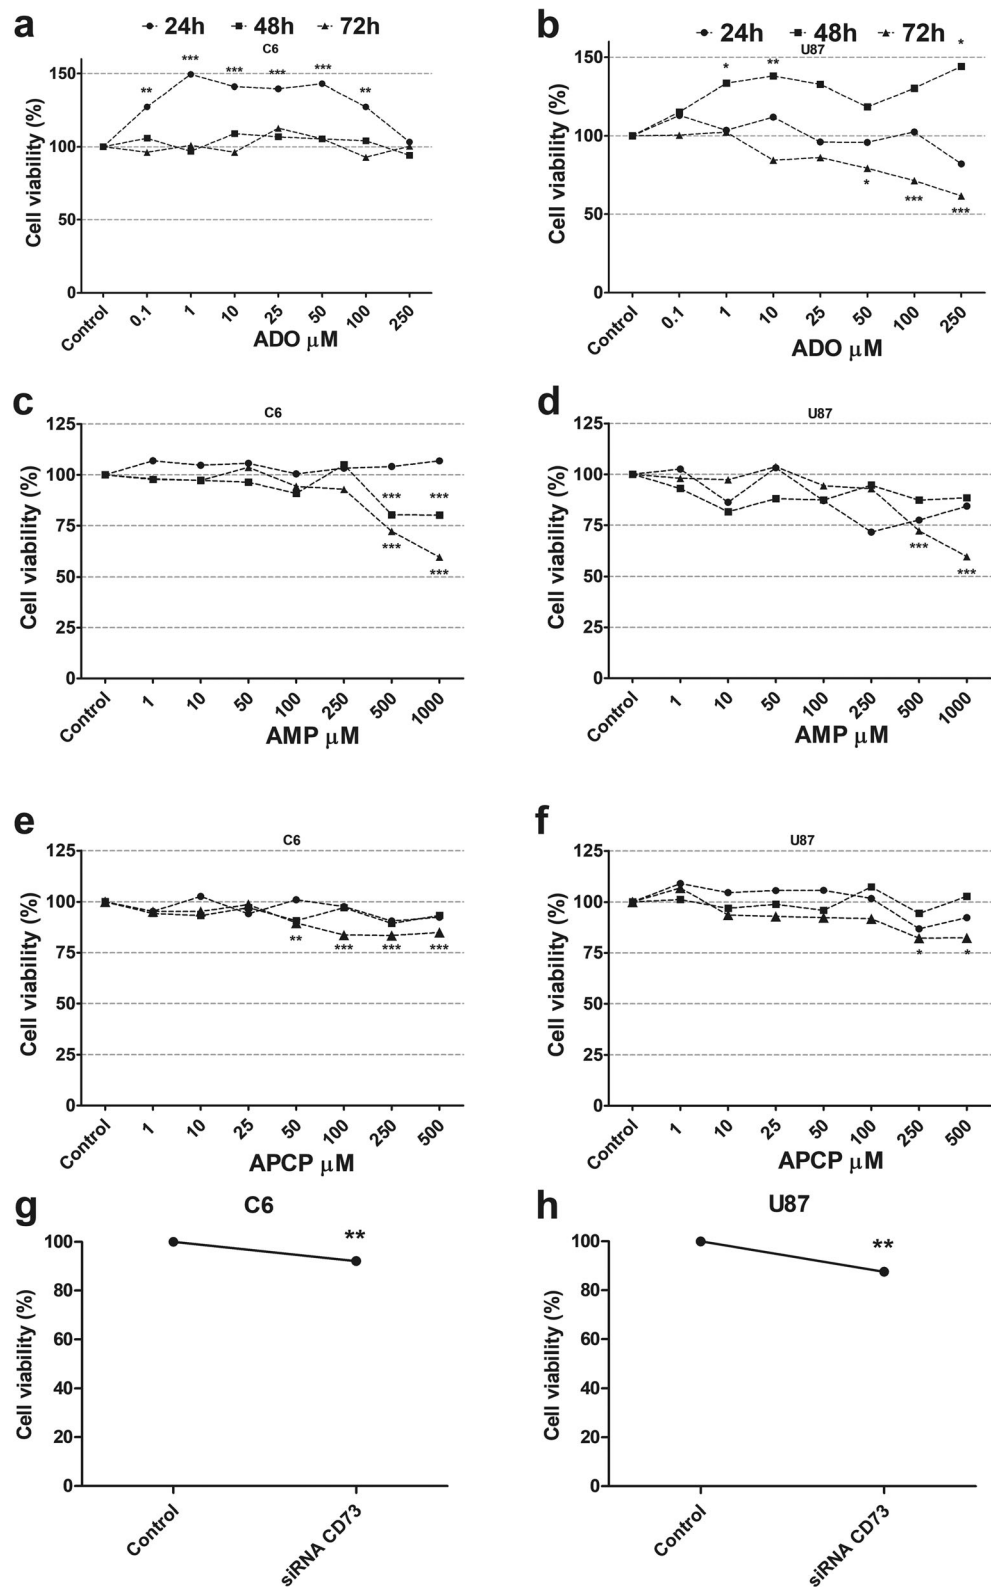 a
24h 48h 72h
C6
Cell viability (%)
150
100
50
0
** *** *** *** *** **
Control 0.1 1 10 25 50 100 250
ADO μM
b
24h 48h 72h
U87
Cell viability (%)
150
100
50
0
* ** *
* *** ***
Control 0.1 1 10 25 50 100 250
ADO μM
c
C6
Cell viability (%)
125
100
75
50
25
0
*** ***
*** ***
Control 1 10 50 100 250 500 1000
AMP μM
d
U87
Cell viability (%)
125
100
75
50
25
0
*** ***
Control 1 10 50 100 250 500 1000
AMP μM
e
C6
Cell viability (%)
125
100
75
50
25
0
** *** *** ***
Control 1 10 25 50 100 250 500
APCP μM
f
U87
Cell viability (%)
125
100
75
50
25
0
* *
Control 1 10 25 50 100 250 500
APCP μM
g
C6
Cell viability (%)
100
80
60
40
20
0
**
Control siRNA CD73
h
U87
Cell viability (%)
100
80
60
40
20
0
**
Control siRNA CD73